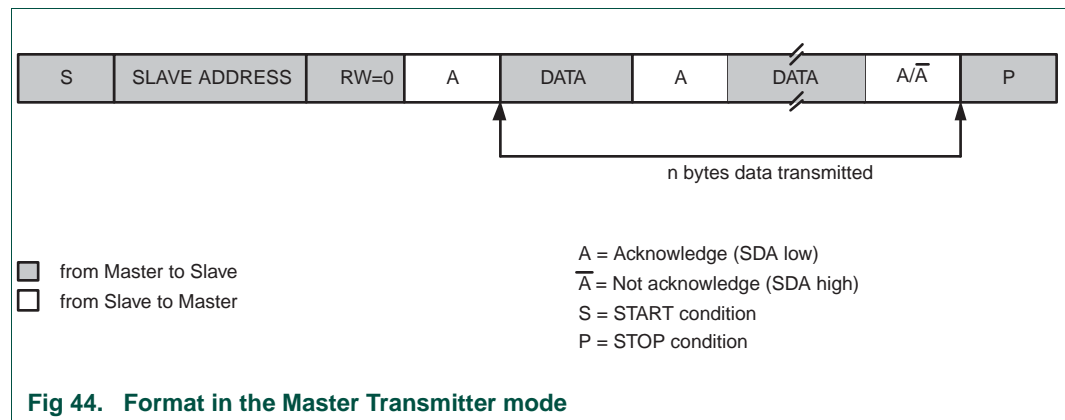 S SLAVE ADDRESS RW=0 A DATA A DATA A/A̅ P
n bytes data transmitted
from Master to Slave
from Slave to Master
A = Acknowledge (SDA low)
A̅ = Not acknowledge (SDA high)
S = START condition
P = STOP condition
Fig 44. Format in the Master Transmitter mode